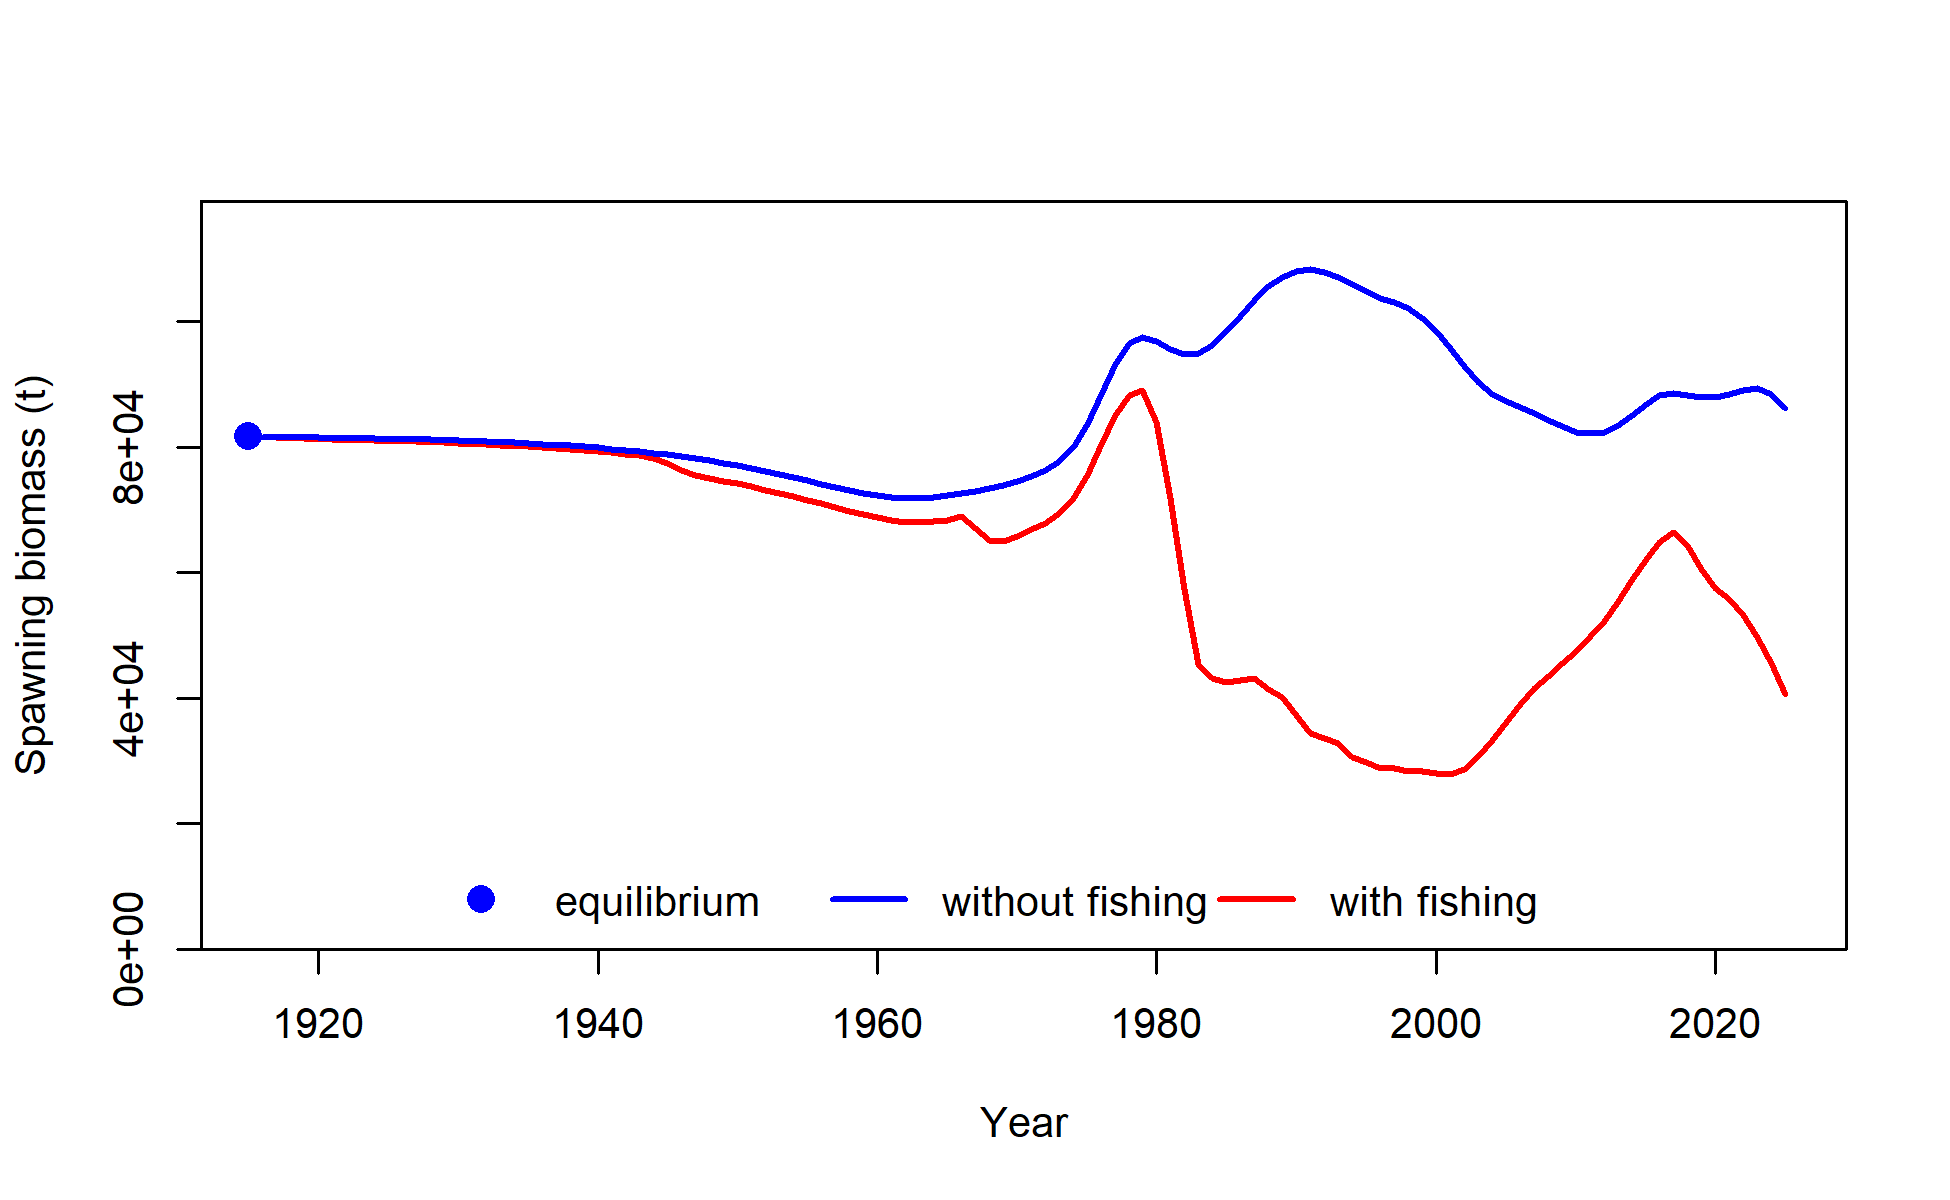 Spawning biomass (t)
8e+04
4e+04
0e+00
equilibrium without fishing with fishing
1920 1940 1960 1980 2000 2020
Year